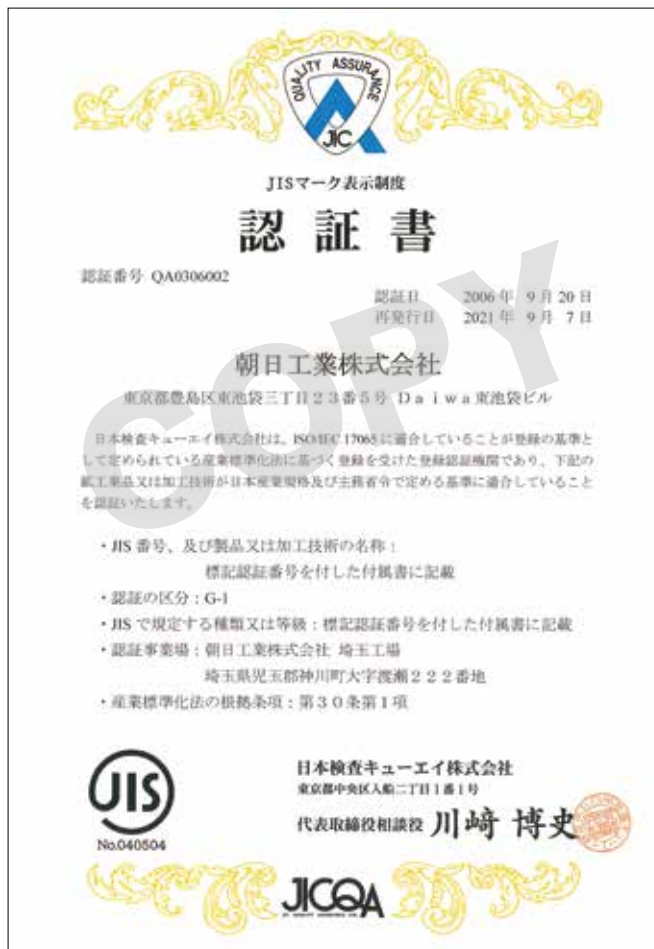 QUALITY ASSURANCE
JIC
JISマーク表示制度
認証書
認証番号 QA0306002
認証日 2006年 9月20日
再発行日 2021年 9月 7日
朝日工業株式会社
東京都豊島区東池袋三丁目23番5号 Daiwa東池袋ビル
日本検査キューエイ株式会社は、ISO/IEC 17065に適合していることが登録の基準と
して定められている産業標準化法に基づく登録を受けた登録認証機関であり、下記の
鉱工業品又は加工技術が日本産業規格及び主務省令で定める基準に適合していること
を認証いたします。
・JIS 番号、及び製品又は加工技術の名称：
標記認証番号を付した付属書に記載
・認証の区分：G-1
・JIS で規定する種類又は等級：標記認証番号を付した付属書に記載
・認証事業場：朝日工業株式会社 埼玉工場
埼玉県児玉郡神川町大字渡瀬222番地
・産業標準化法の根拠条項：第30条第1項
COPY
JIS
No.040504
日本検査キューエイ株式会社
東京都中央区入船二丁目1番1号
代表取締役相談役 川﨑 博史
JICQA